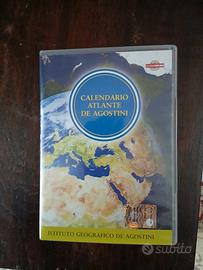 CALENDARIO
ATLANTE
DE AGOSTINI
ISTITUTO GEOGRAFICO DE AGOSTINI
subito